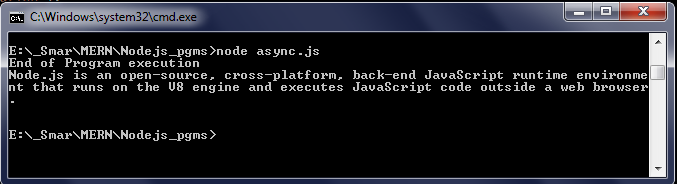 C:\Windows\system32\cmd.exe
E:\_Smar\MERN\Nodejs_pgms>node async.js
End of Program execution
Node.js is an open-source, cross-platform, back-end JavaScript runtime environme
nt that runs on the V8 engine and executes JavaScript code outside a web browser
.
E:\_Smar\MERN\Nodejs_pgms>